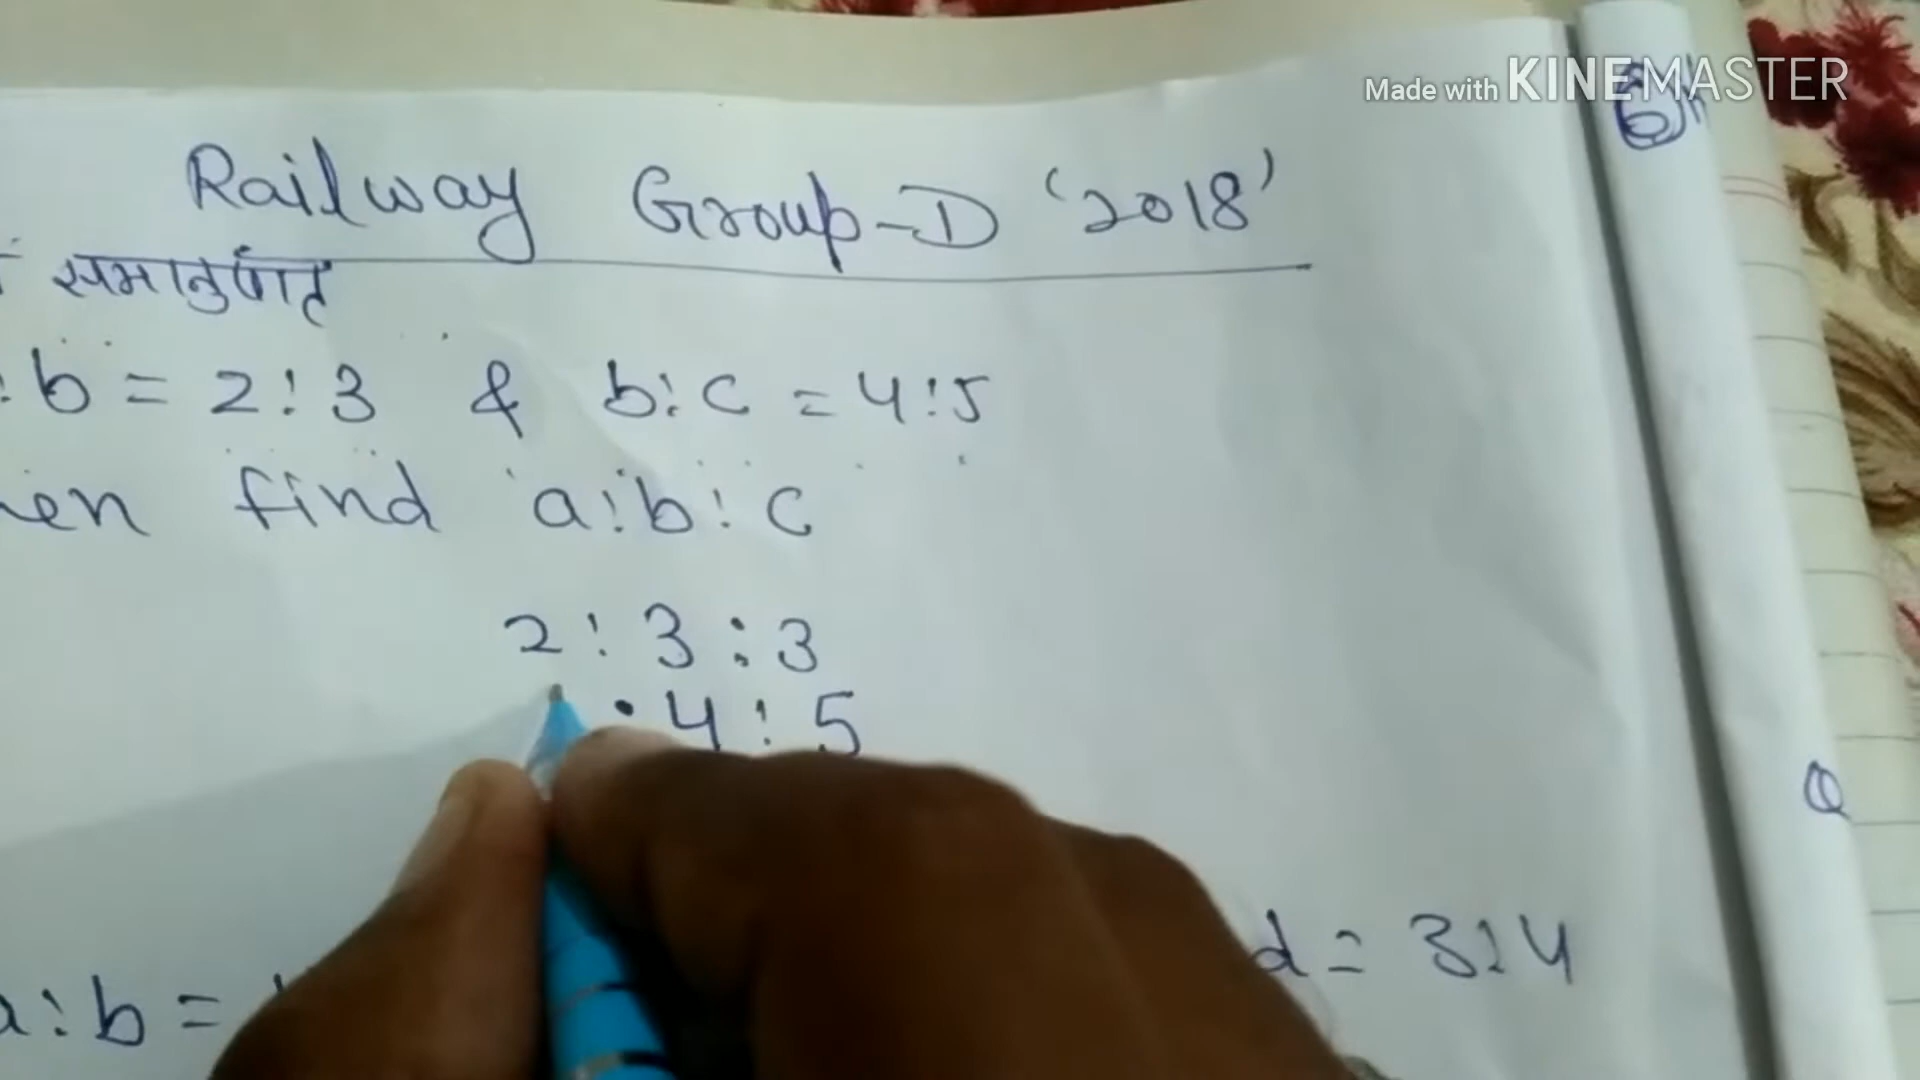 Made with KINEMASTER
Railway Group-D '2018'
समानुपात
:b = 2:3 & b:c = 4:5
en find a:b:c
2:3:3
:4:5
d = 3:4
a:b =
Q